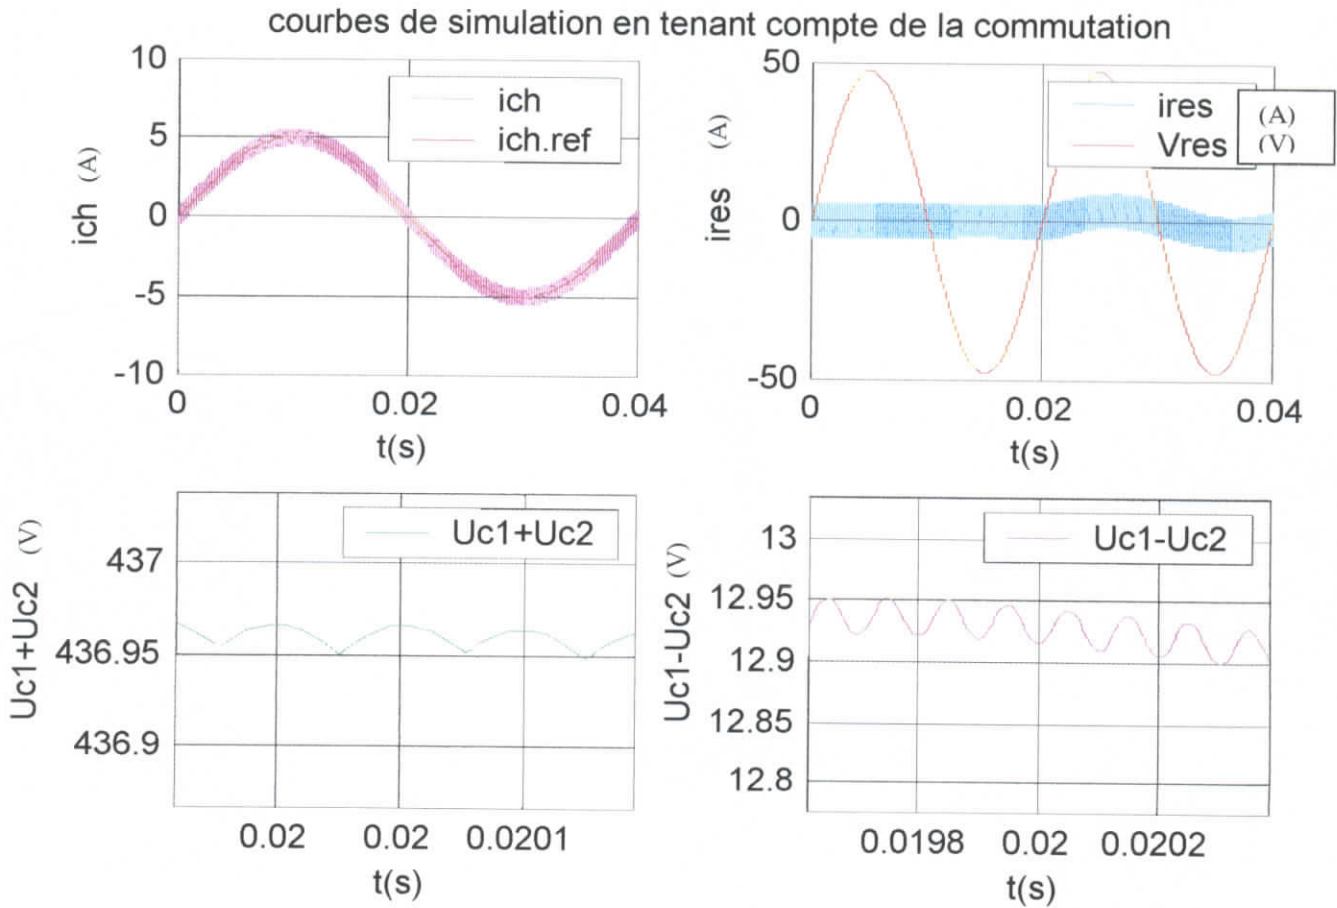 courbes de simulation en tenant compte de la commutation
10
5
0
-5
-10
ich (A)
ich
ich.ref
0
0.02
0.04
t(s)
50
0
-50
ires (A)
ires
Vres
(A)
(V)
0
0.02
0.04
t(s)
437
436.95
436.9
Uc1+Uc2 (V)
Uc1+Uc2
0.02
0.02
0.0201
t(s)
13
12.95
12.9
12.85
12.8
Uc1-Uc2 (V)
Uc1-Uc2
0.0198
0.02
0.0202
t(s)